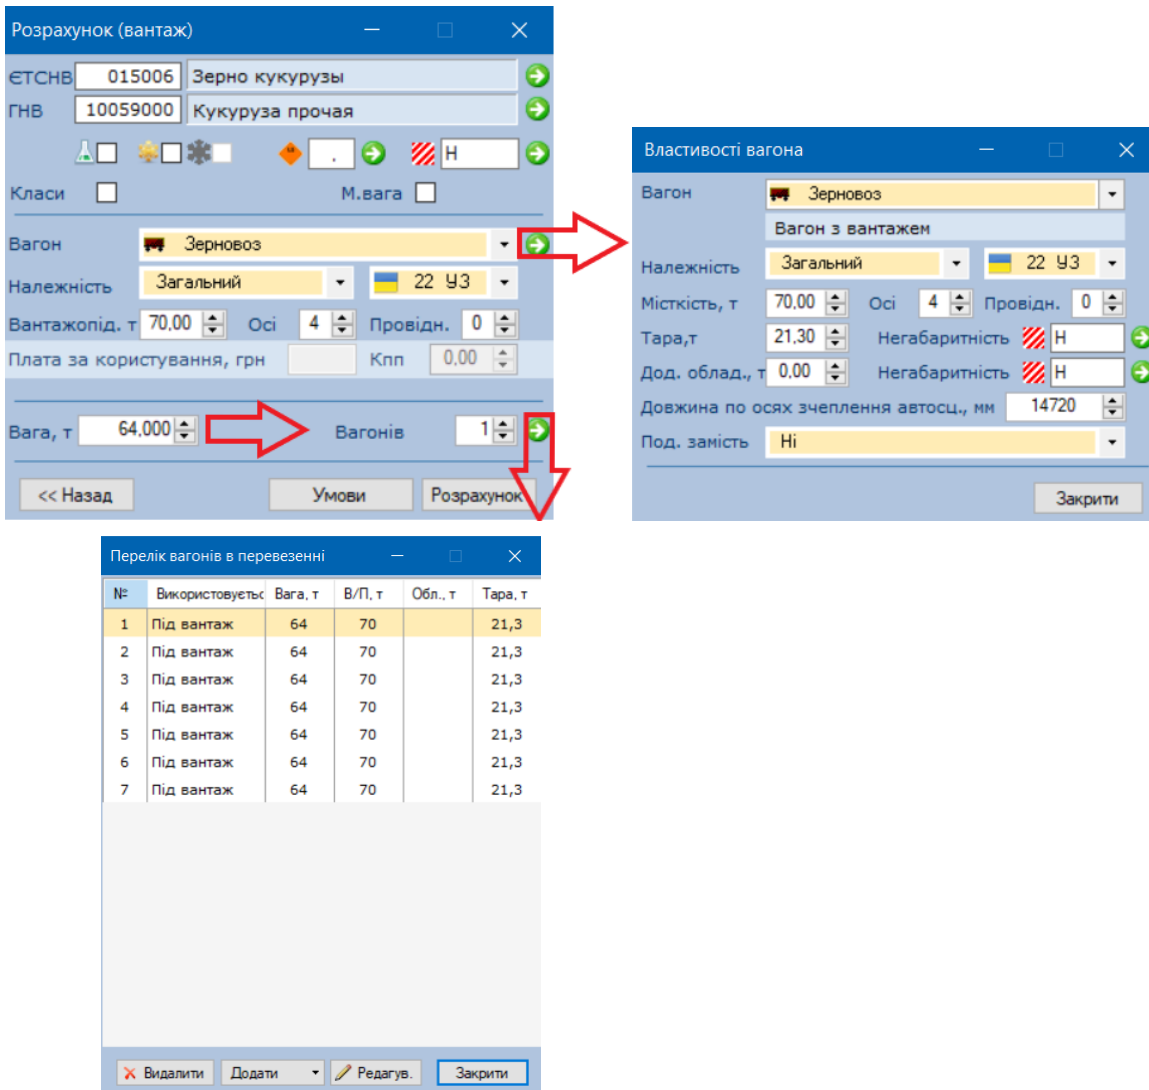 Розрахунок (вантаж)
ЄТСНВ 015006 Зерно кукурузы
ГНВ 10059000 Кукуруза прочая
. Н
Класи М.вага
Вагон Зерновоз
Належність Загальний 22 УЗ
Вантажопід. т 70,00 Осі 4 Провідн. 0
Плата за користування, грн Кпп 0,00
Вага, т 64,000 Вагонів 1
<< Назад Умови Розрахунок
Властивості вагона
Вагон Зерновоз
Вагон з вантажем
Належність Загальний 22 УЗ
Місткість, т 70,00 Осі 4 Провідн. 0
Тара,т 21,30 Негабаритність Н
Дод. облад., т 0,00 Негабаритність Н
Довжина по осях зчеплення автосц., мм 14720
Под. замість Ні
Закрити
Перелік вагонів в перевезенні
№ Використовуєтьс Вага, т В/П, т Обл., т Тара, т
1 Під вантаж 64 70 21,3
2 Під вантаж 64 70 21,3
3 Під вантаж 64 70 21,3
4 Під вантаж 64 70 21,3
5 Під вантаж 64 70 21,3
6 Під вантаж 64 70 21,3
7 Під вантаж 64 70 21,3
Видалити Додати Редагув. Закрити